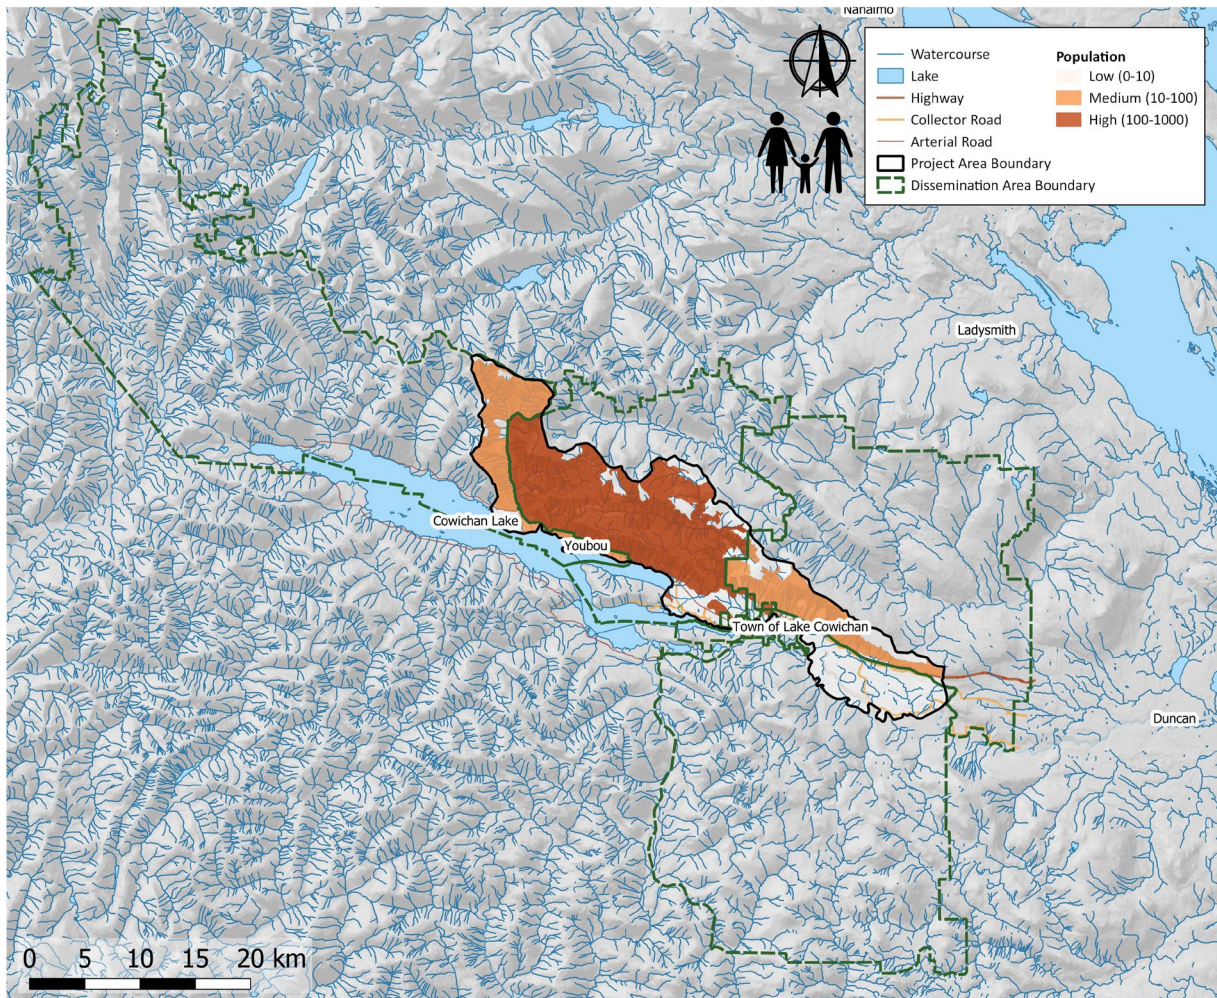 Nanaimo
Watercourse
Lake
Highway
Collector Road
Arterial Road
Project Area Boundary
Dissemination Area Boundary
Population
Low (0-10)
Medium (10-100)
High (100-1000)
Ladysmith
Cowichan Lake
Youbou
Town of Lake Cowichan
Duncan
0 5 10 15 20 km